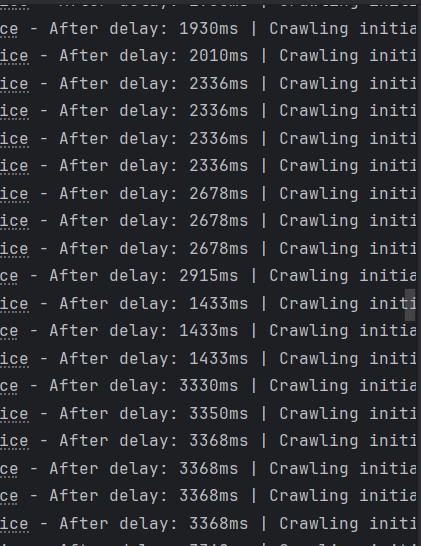 ce - After delay: 1930ms | Crawling initia
ice - After delay: 2010ms | Crawling initi
ice - After delay: 2336ms | Crawling initi
ice - After delay: 2336ms | Crawling initi
ice - After delay: 2336ms | Crawling initi
ice - After delay: 2336ms | Crawling initi
ice - After delay: 2678ms | Crawling initi
ice - After delay: 2678ms | Crawling initi
ice - After delay: 2678ms | Crawling initi
ce - After delay: 2915ms | Crawling initia
ice - After delay: 1433ms | Crawling initi
ce - After delay: 1433ms | Crawling initia
ice - After delay: 1433ms | Crawling initi
ce - After delay: 3330ms | Crawling initia
ice - After delay: 3350ms | Crawling initi
ice - After delay: 3368ms | Crawling initi
ce - After delay: 3368ms | Crawling initia
ce - After delay: 3368ms | Crawling initia
ice - After delay: 3368ms | Crawling initi